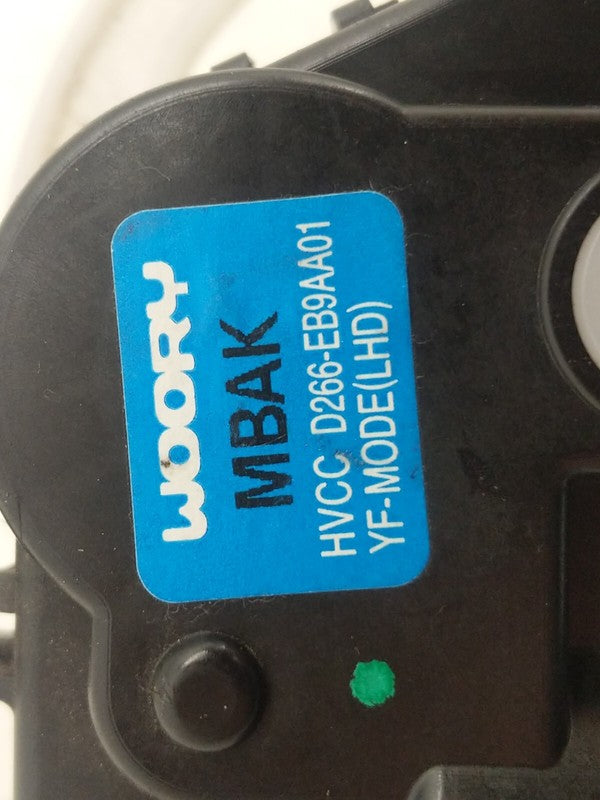 WOORY
MBAK
HVCC D266-EB9AA01
YF-MODE(LHD)